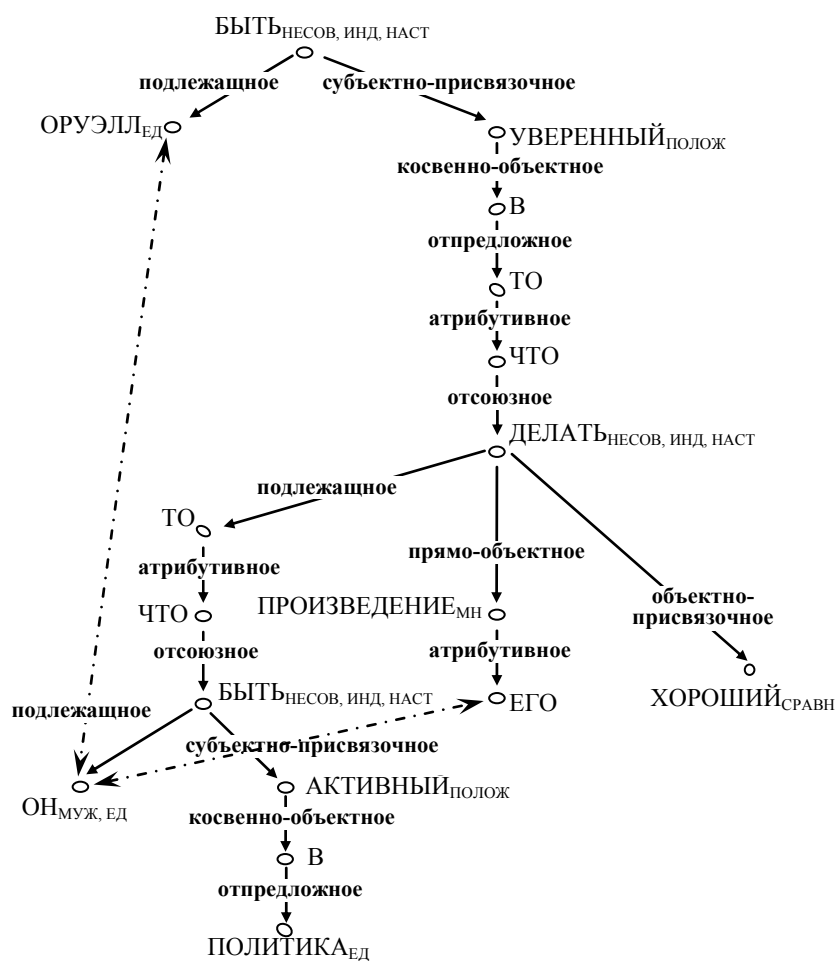 БЫТЬНЕСОВ, ИНД, НАСТ
подлежащное субъектно-присвязочное
ОРУЭЛЛЕД
УВЕРЕННЫЙПОЛОЖ
косвенно-объектное
В
отпредложное
ТО
атрибутивное
ЧТО
отсоюзное
ДЕЛАТЬНЕСОВ, ИНД, НАСТ
подлежащное
ТО
прямо-объектное
атрибутивное
объектно-
присвязочное
ЧТО
ПРОИЗВЕДЕНИЕМН
отсоюзное
атрибутивное
БЫТЬНЕСОВ, ИНД, НАСТ
ЕГО
ХОРОШИЙСРАВН
подлежащное
субъектно-присвязочное
ОНМУЖ, ЕД
АКТИВНЫЙПОЛОЖ
косвенно-объектное
В
отпредложное
ПОЛИТИКАЕД